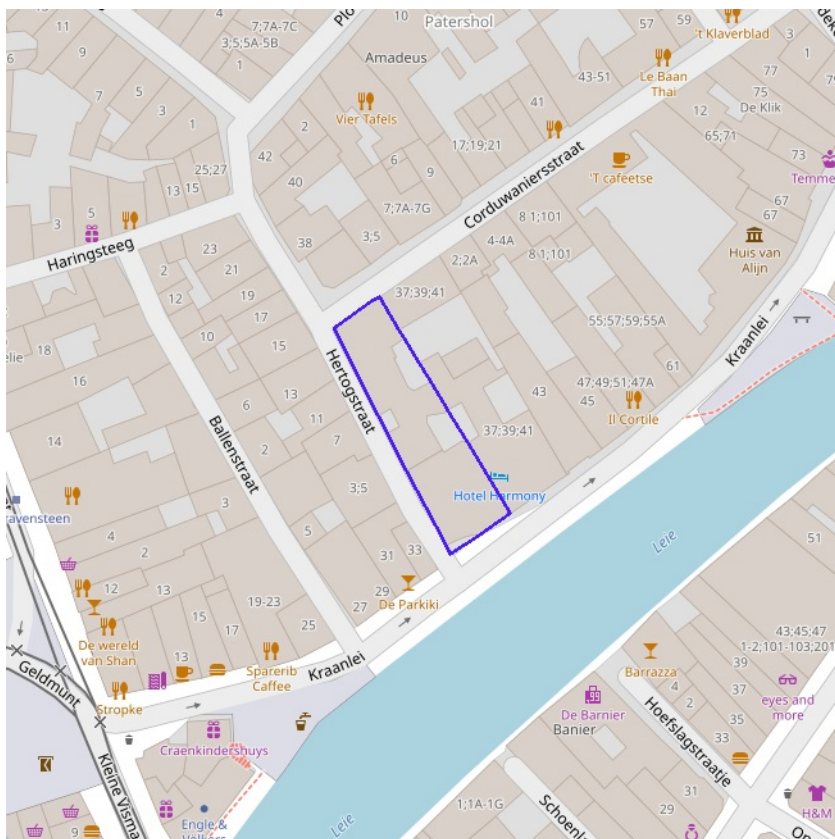 11
13
9
7
5
3
1
4
7;7A-7C
3;5;5A-5B
1
10
Patershol
Amadeus
57
59
't Klaverblad
3
1
77
75
De Klik
12
65;71
73
Le Baan
Thai
43-51
41
Vier Tafels
2
17;19;21
6
9
42
40
25;27
13
15
7;7A-7G
3;5
38
Corduwaniersstraat
'T cafeetse
67
67
Huis van
Alijn
5
3
Haringsteeg
23
21
2
12
19
17
10
15
8 1;101
4-4A
8 1;101
2;2A
37;39;41
55;57;59;55A
Kraanlei
18
16
14
Hertogstraat
13
6
11
Ballenstraat
2
7
3;5
3
5
61
43
47;49;51;47A
45
Il Cortile
37;39;41
Hotel Harmony
Leie
51
4
2
12
13
15
17
13
19-23
25
27
29
31
33
De Parkiki
De wereld
van Shan
Sparerib
Caffee
Kraanlei
Geldmunt
Stropke
Craenkindershuys
Kleine Visma
Engle &
9
Leie
43;45;47
1-2;101-103;201
39
37
35
33
31
29
Barrazza
4
2
eyes and
more
De Barnier
Banier
Hoefslagstraatje
1;1A-1G
Schoenla
H&M